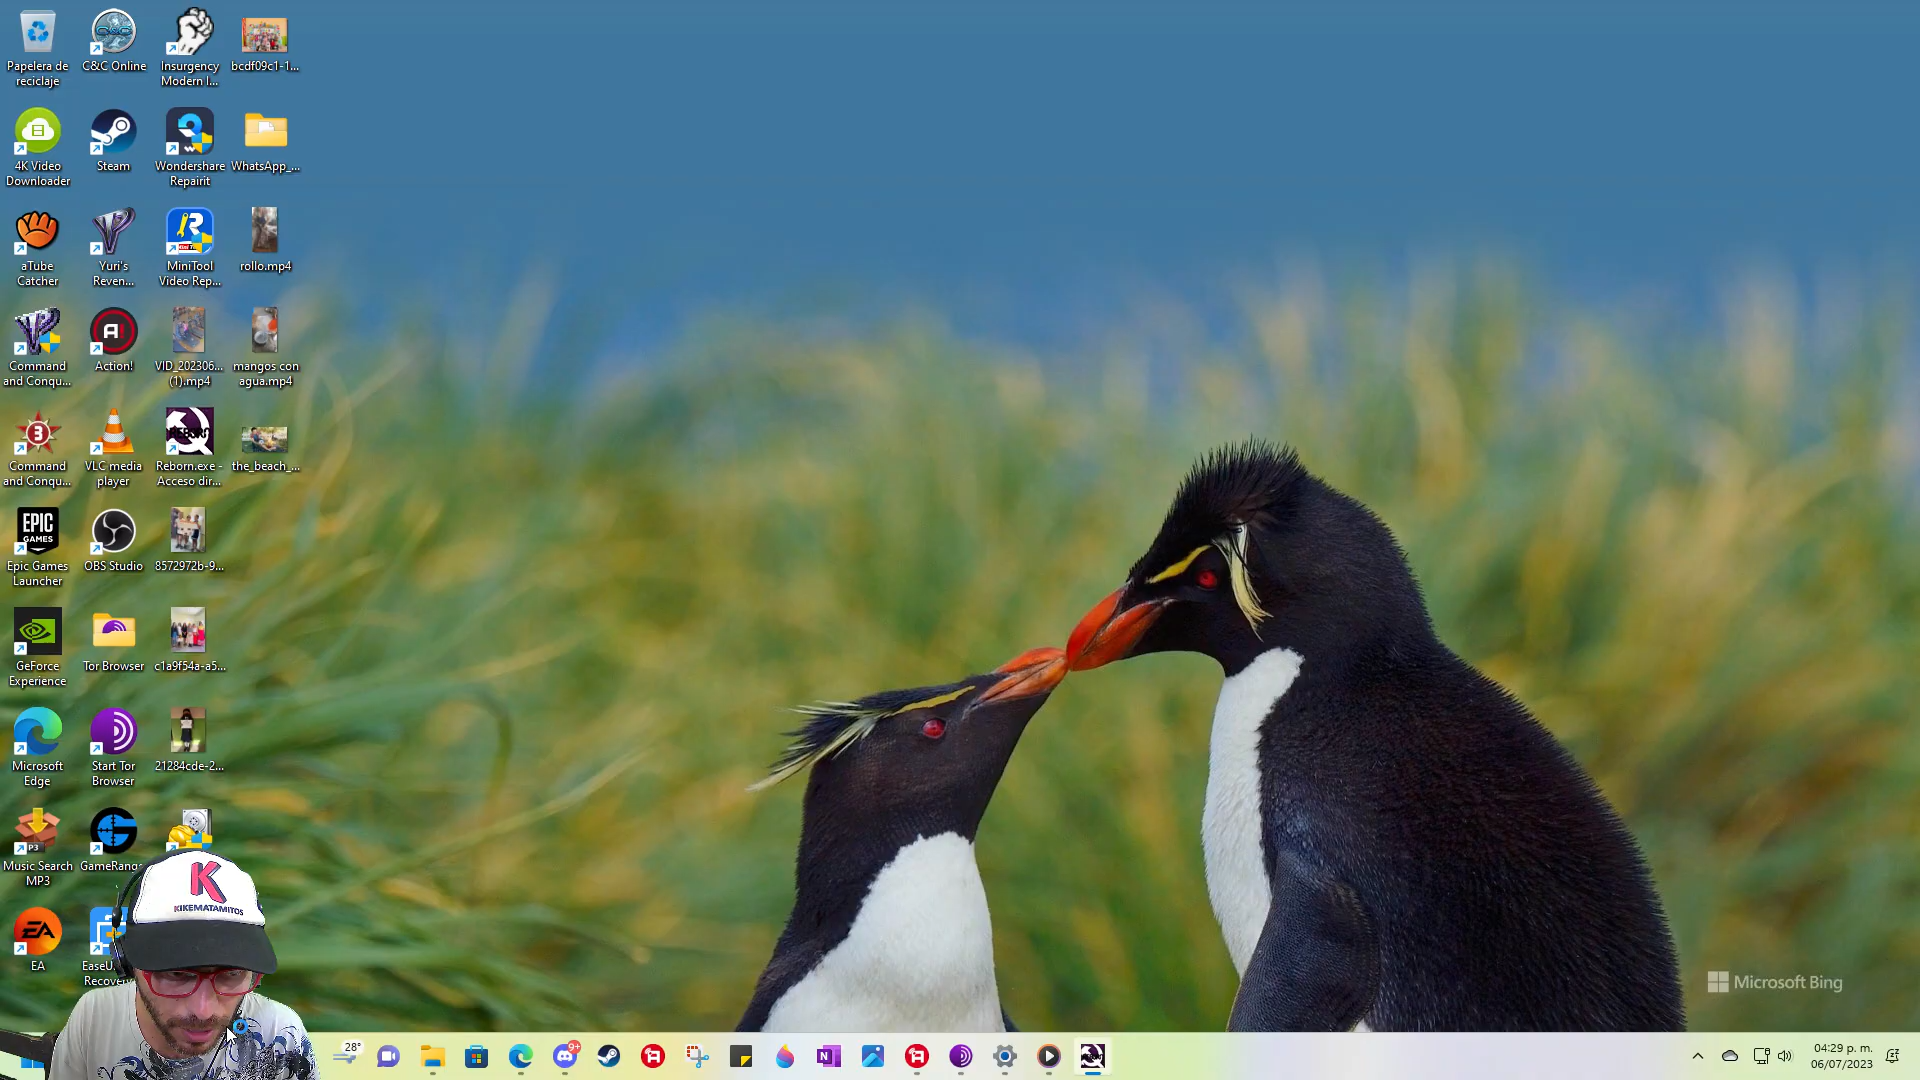 Papelera de
reciclaje
C&C Online
Insurgency
Modern I...
bcdf09c1-1...
4K Video
Downloader
Steam
Wondershare
Repairit
WhatsApp_...
aTube
Catcher
Yuri's
Reven...
MiniTool
Video Rep...
rollo.mp4
Command
and Conqu...
Action!
VID_202306...
(1).mp4
mangos con
agua.mp4
Command
and Conqu...
VLC media
player
Reborn.exe -
Acceso dir...
the_beach_...
EPIC
GAMES
Epic Games
Launcher
OBS Studio
8572972b-9...
GeForce
Experience
Tor Browser
c1a9f54a-a5...
Microsoft
Edge
Start Tor
Browser
21284cde-2...
Music Search
MP3
GameRang
EA
EA
EaseU
Recover
K
KIKEMATAMITOS
Microsoft Bing
28°
9+
04:29 p. m.
06/07/2023